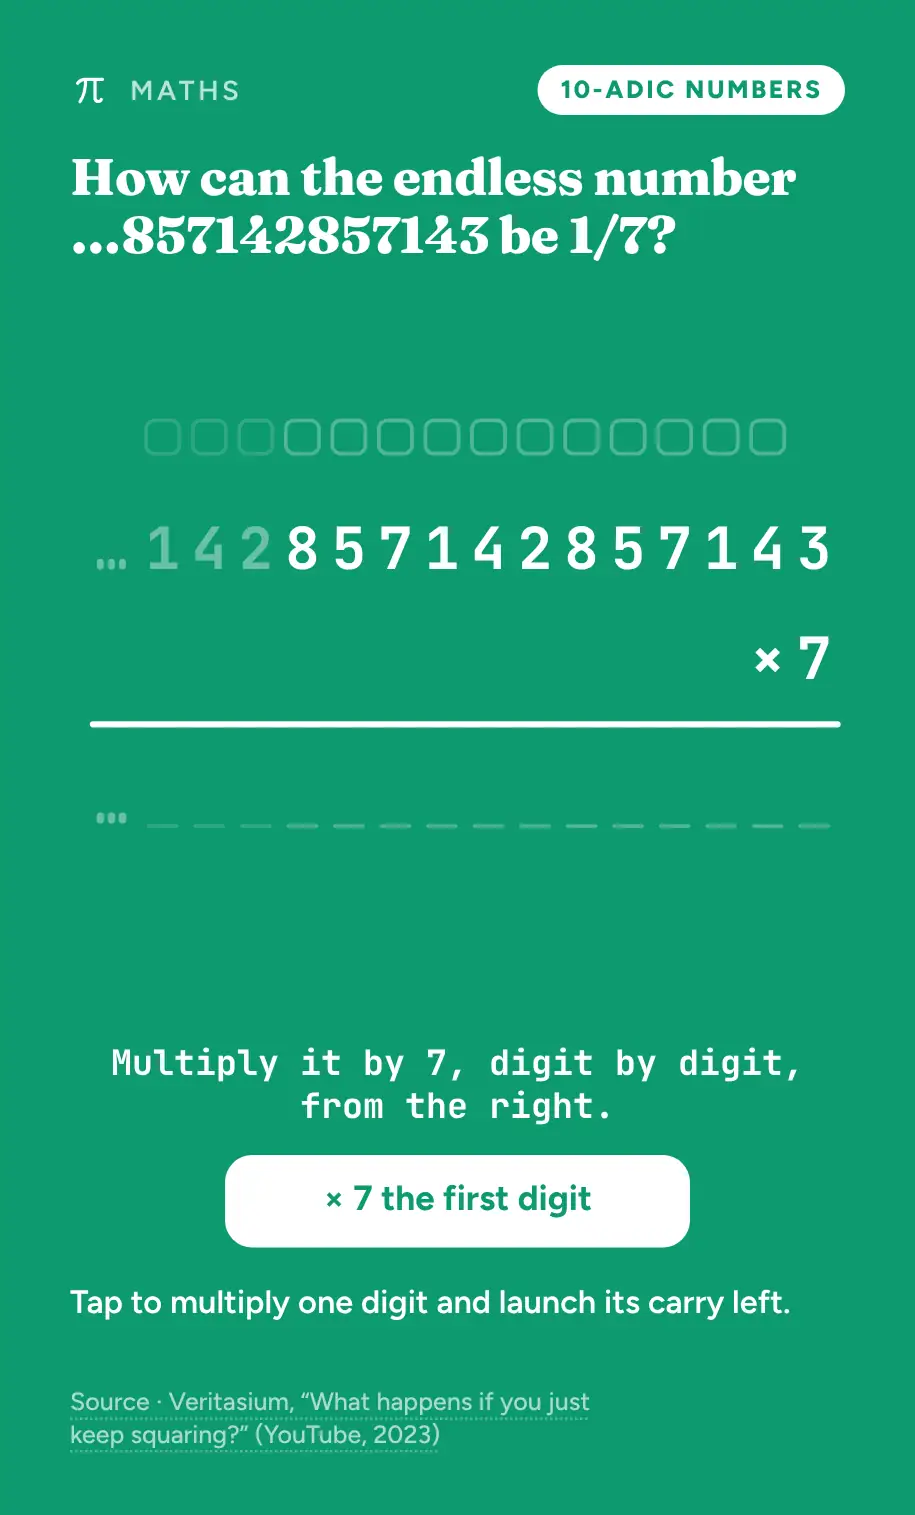 π MATHS
10-ADIC NUMBERS
How can the endless number
...857142857143 be 1/7?
... 1 4 2 8 5 7 1 4 2 8 5 7 1 4 3
× 7
...
Multiply it by 7, digit by digit,
from the right.
× 7 the first digit
Tap to multiply one digit and launch its carry left.
Source · Veritasium, “What happens if you just
keep squaring?” (YouTube, 2023)